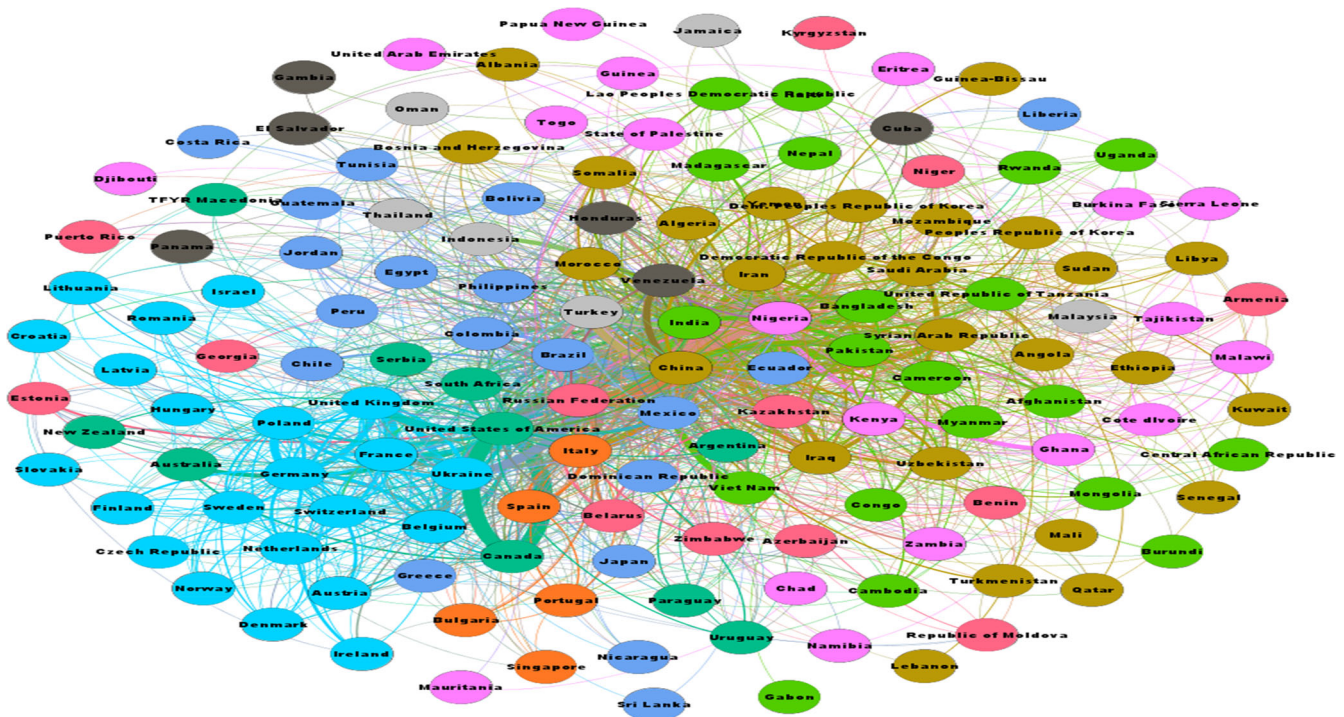 Papua New Guinea
Jamaica
Kyrgyzstan
United Arab Emirates
Albania
Gambia
Guinea
Eritrea
Guinea-Bissau
Lao Peoples Democratic Republic
Oman
Liberia
El Salvador
Togo
State of Palestine
Cuba
Costa Rica
Bosnia and Herzegovina
Tunisia
Madagascar
Nepal
Uganda
Rwanda
Niger
Djibouti
Somalia
TFYR Macedonia
Guatemala
Bolivia
Yemen
Burkina Faso
Sierra Leone
Thailand
Honduras
Algeria
Mozambique
Peoples Republic of Korea
Puerto Rico
Panama
Indonesia
Jordan
Democratic Republic of the Congo
Libya
Morocco
Iran
Saudi Arabia
Sudan
Egypt
Venezuela
Lithuania
Israel
Philippines
United Republic of Tanzania
Armenia
Bangladesh
Peru
Turkey
India
Nigeria
Malaysia
Tajikistan
Romania
Croatia
Colombia
Syrian Arab Republic
Pakistan
Georgia
Brazil
Angola
Malawi
Serbia
Chile
China
Ecuador
Ethiopia
Latvia
Cameroon
South Africa
Estonia
United Kingdom
Russian Federation
Afghanistan
Hungary
Mexico
Kazakhstan
Kuwait
Poland
Kenya
Myanmar
Cote dIvoire
New Zealand
United States of America
Argentina
Ghana
Italy
France
Iraq
Central African Republic
Australia
Uzbekistan
Slovakia
Germany
Ukraine
Dominican Republic
Viet Nam
Mongolia
Senegal
Finland
Sweden
Switzerland
Spain
Congo
Benin
Belgium
Belarus
Mali
Zimbabwe
Azerbaijan
Zambia
Czech Republic
Netherlands
Burundi
Canada
Japan
Greece
Turkmenistan
Norway
Austria
Chad
Cambodia
Qatar
Portugal
Paraguay
Bulgaria
Denmark
Uruguay
Republic of Moldova
Namibia
Ireland
Nicaragua
Singapore
Lebanon
Mauritania
Gabon
Sri Lanka